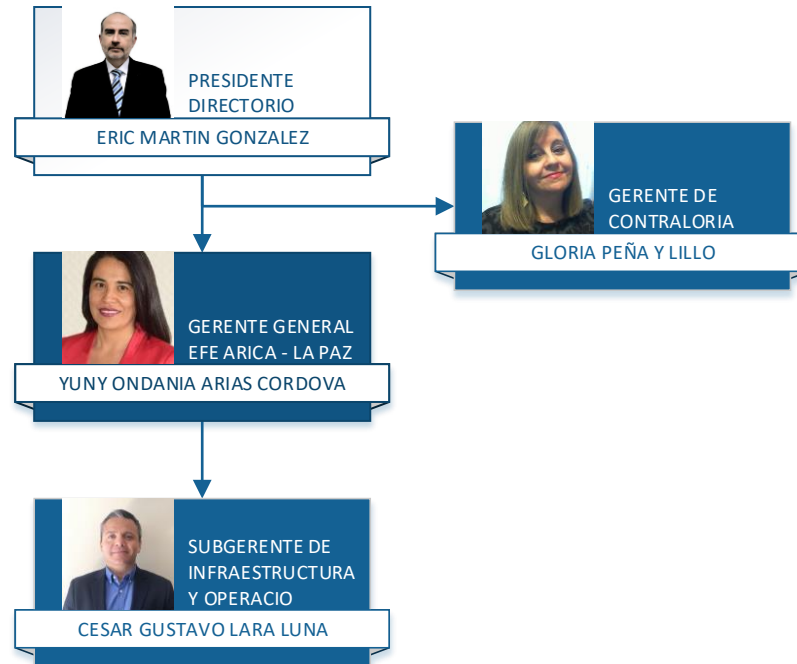 PRESIDENTE
DIRECTORIO
ERIC MARTIN GONZALEZ
GERENTE DE
CONTRALORIA
GLORIA PEÑA Y LILLO
GERENTE GENERAL
EFE ARICA - LA PAZ
YUNY ONDANIA ARIAS CORDOVA
SUBGERENTE DE
INFRAESTRUCTURA
Y OPERACIO
CESAR GUSTAVO LARA LUNA